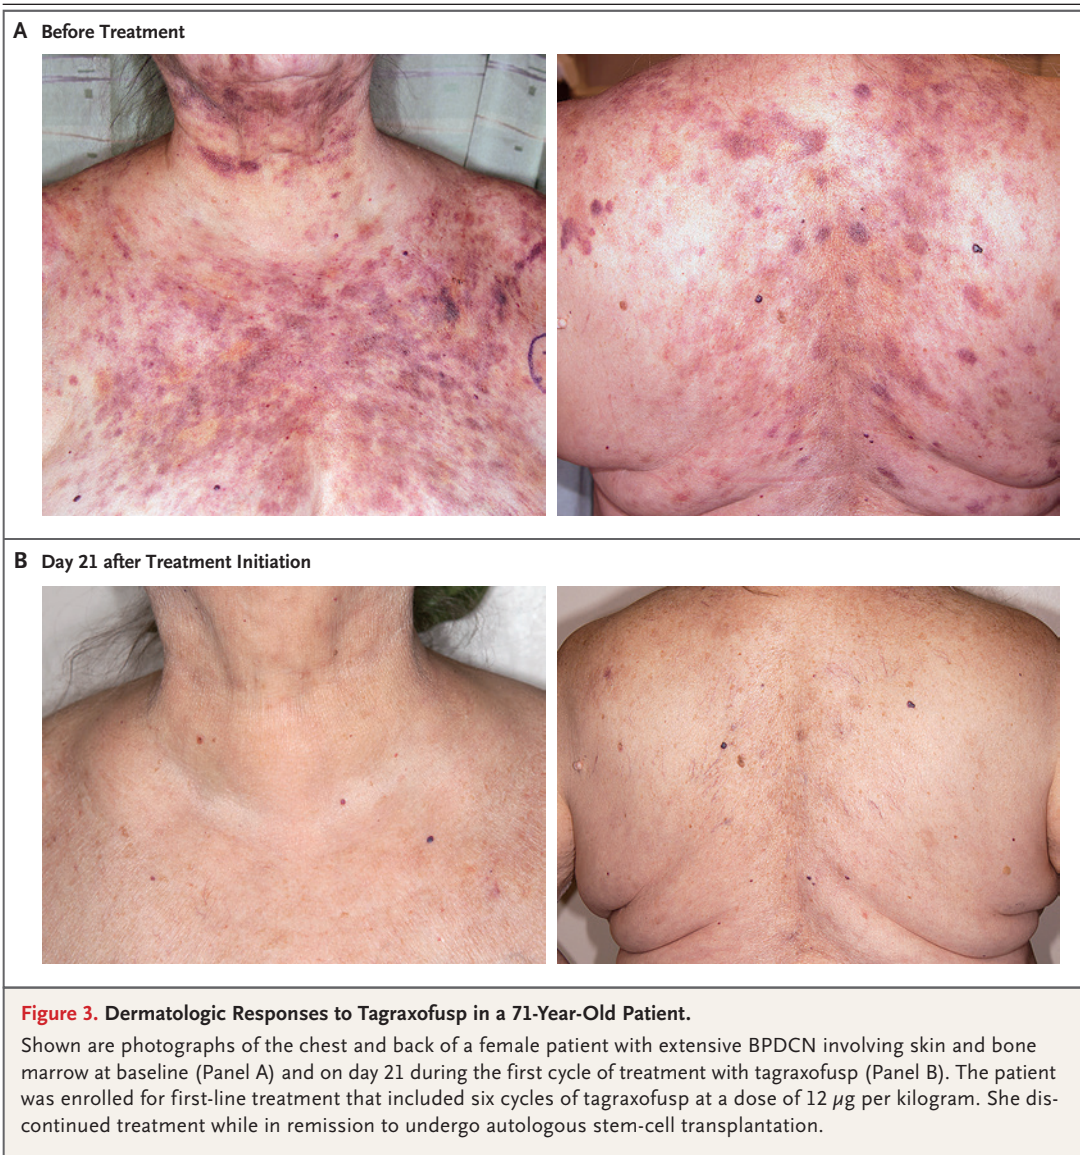 A Before Treatment
B Day 21 after Treatment Initiation
Figure 3. Dermatologic Responses to Tagraxofusp in a 71-Year-Old Patient.
Shown are photographs of the chest and back of a female patient with extensive BPDCN involving skin and bone
marrow at baseline (Panel A) and on day 21 during the first cycle of treatment with tagraxofusp (Panel B). The patient
was enrolled for first-line treatment that included six cycles of tagraxofusp at a dose of 12 μg per kilogram. She dis-
continued treatment while in remission to undergo autologous stem-cell transplantation.